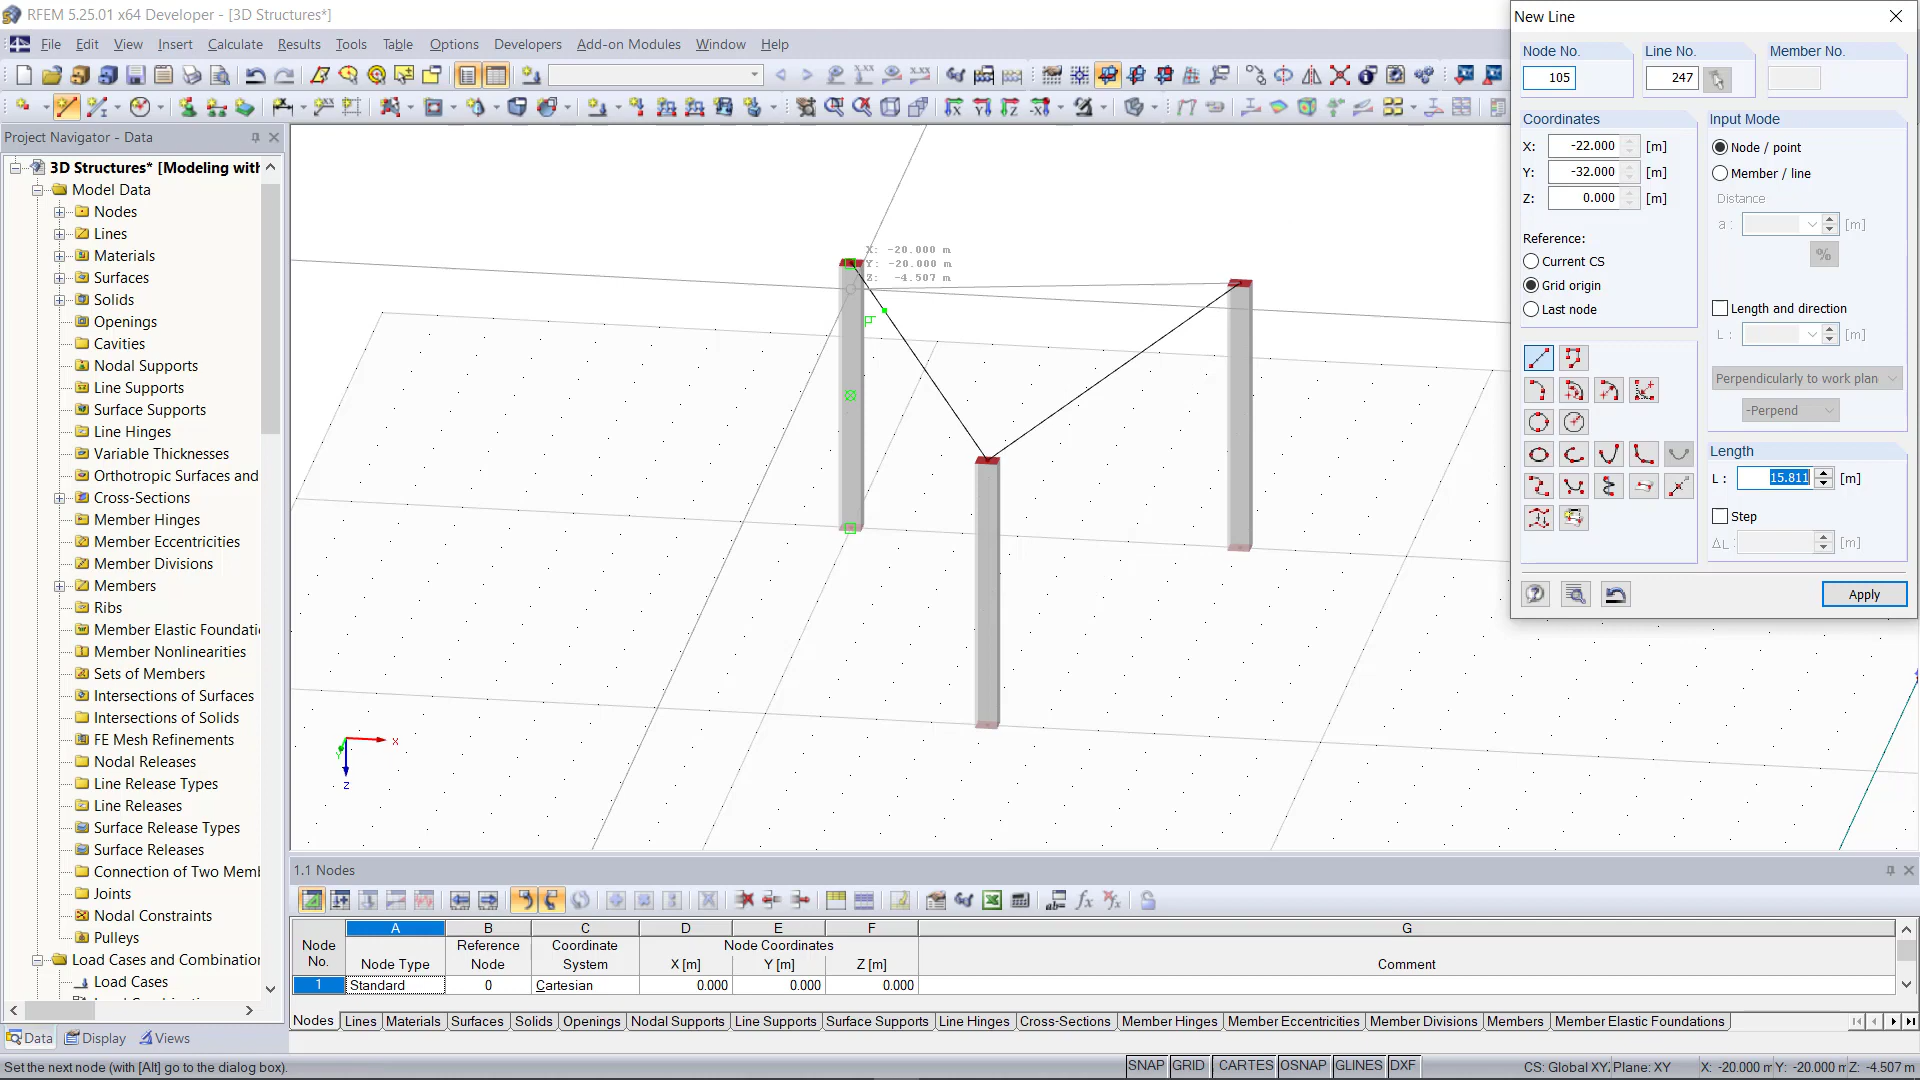 RFEM 5.25.01 x64 Developer - [3D Structures*]
File Edit View Insert Calculate Results Tools Table Options Developers Add-on Modules Window Help
Project Navigator - Data
3D Structures* [Modeling with
Model Data
Nodes
Lines
Materials
Surfaces
Solids
Openings
Cavities
Nodal Supports
Line Supports
Surface Supports
Line Hinges
Variable Thicknesses
Orthotropic Surfaces and
Cross-Sections
Member Hinges
Member Eccentricities
Member Divisions
Members
Ribs
Member Elastic Foundati
Member Nonlinearities
Sets of Members
Intersections of Surfaces
Intersections of Solids
FE Mesh Refinements
Nodal Releases
Line Release Types
Line Releases
Surface Release Types
Surface Releases
Connection of Two Memb
Joints
Nodal Constraints
Pulleys
Load Cases and Combination
Load Cases
Data Display Views
X: -20.000 m
Y: -20.000 m
Z: -4.507 m
X
Y
Z
New Line
Node No. Line No. Member No.
105 247
Coordinates
X: -22.000 [m]
Y: -32.000 [m]
Z: 0.000 [m]
Reference:
Current CS
Grid origin
Last node
Input Mode
Node / point
Member / line
Distance
a : [m]
%
Length and direction
L : [m]
Perpendicularly to work plan
-Perpend
Length
L : 15.811 [m]
Step
ΔL : [m]
Apply
1.1 Nodes
A B C D E F G
Node No. Node Type Reference Node Coordinate System Node Coordinates X [m] Y [m] Z [m] Comment
1 Standard 0 Cartesian 0.000 0.000 0.000
Nodes Lines Materials Surfaces Solids Openings Nodal Supports Line Supports Surface Supports Line Hinges Cross-Sections Member Hinges Member Eccentricities Member Divisions Members Member Elastic Foundations
Set the next node (with [Alt] go to the dialog box).
SNAP GRID CARTES OSNAP GLINES DXF
CS: Global XY; Plane: XY X: -20.000 m Y: -20.000 m Z: -4.507 m